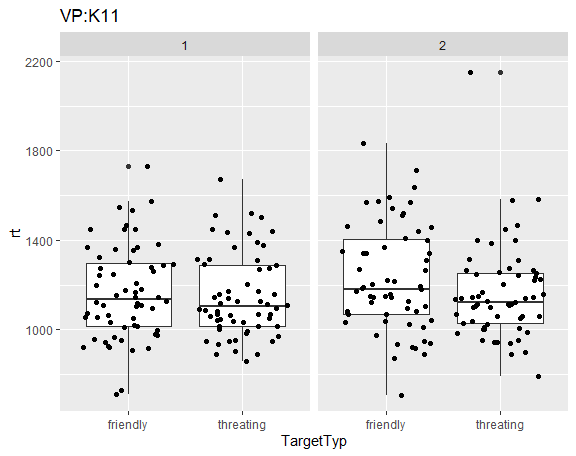 VP:K11
1
2
2200
1800
1400
1000
rt
friendly
threating
friendly
threating
TargetTyp